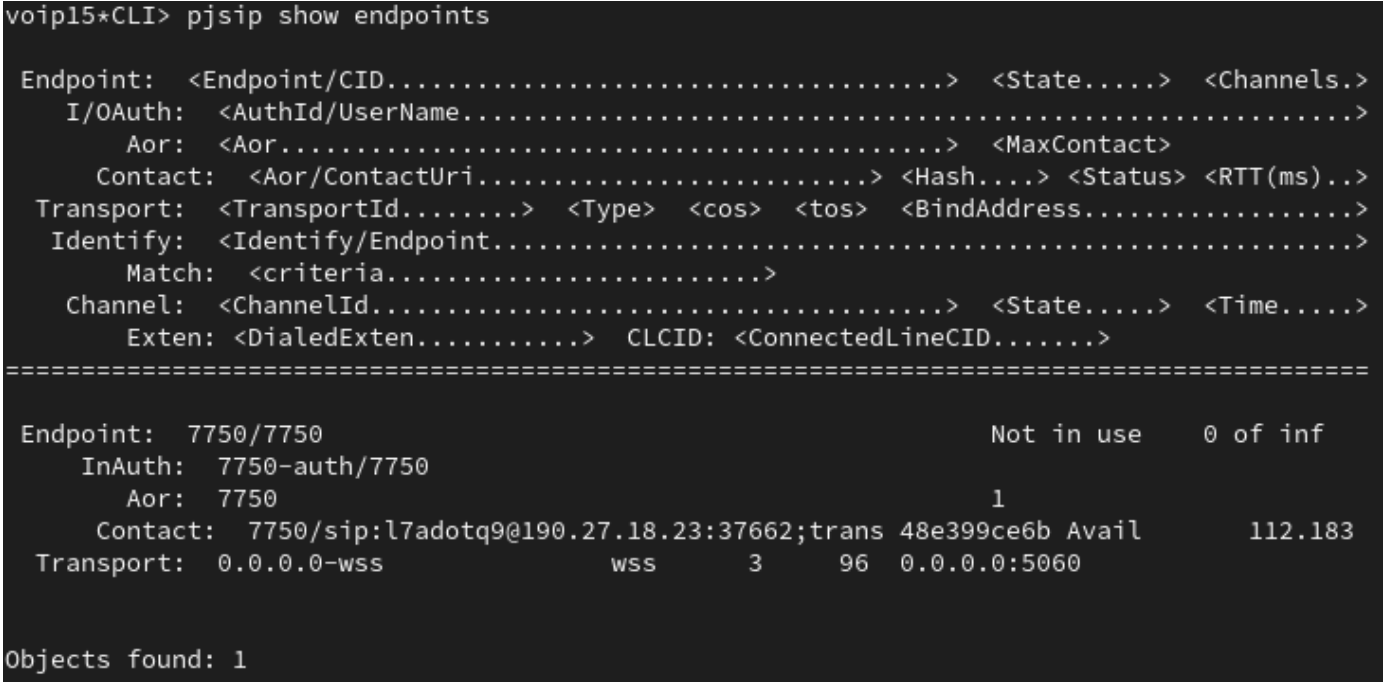 voip15*CLI> pjsip show endpoints
Endpoint: <Endpoint/CID.....................................> <State.....> <Channels.>
I/OAuth: <AuthId/UserName...........................................................>
Aor: <Aor............................................> <MaxContact>
Contact: <Aor/ContactUri..........................> <Hash....> <Status> <RTT(ms)..>
Transport: <TransportId........> <Type> <cos> <tos> <BindAddress..................>
Identify: <Identify/Endpoint.........................................................>
Match: <criteria.........................>
Channel: <ChannelId......................................> <State.....> <Time.....>
Exten: <DialedExten...........> CLCID: <ConnectedLineCID.......>
==========================================================================================
Endpoint: 7750/7750 Not in use 0 of inf
InAuth: 7750-auth/7750
Aor: 7750 1
Contact: 7750/sip:l7adotq9@190.27.18.23:37662;trans 48e399ce6b Avail 112.183
Transport: 0.0.0.0-wss wss 3 96 0.0.0.0:5060
Objects found: 1